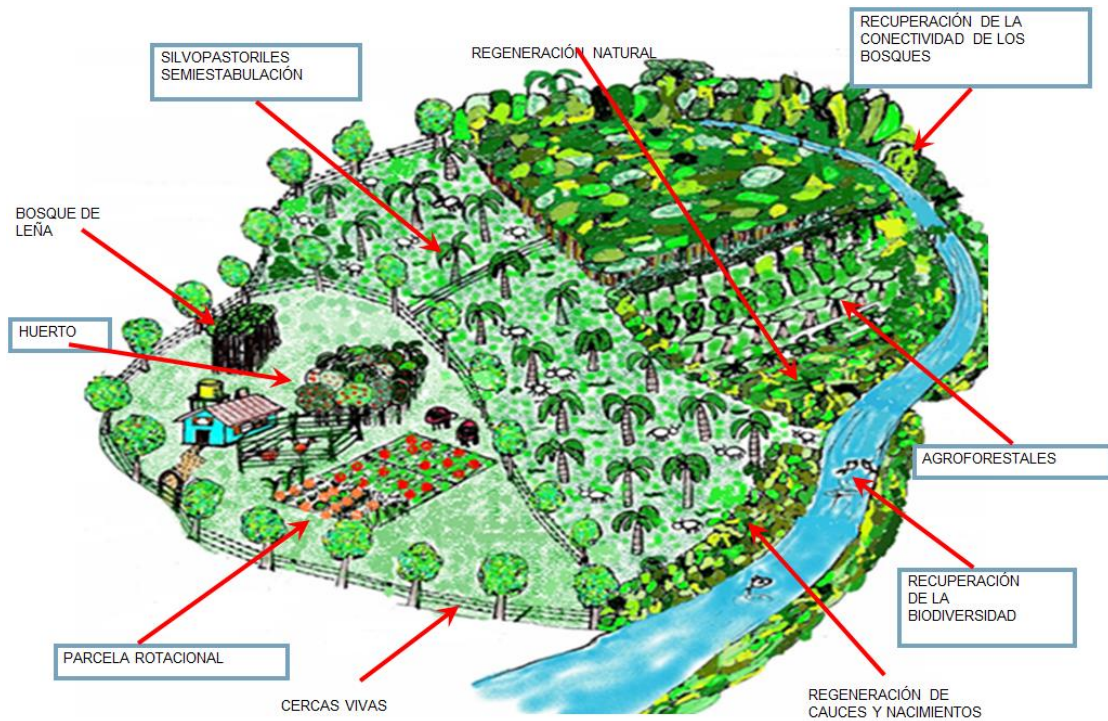 RECUPERACIÓN DE LA
CONECTIVIDAD DE LOS
BOSQUES
SILVOPASTORILES
SEMIESTABULACIÓN
REGENERACIÓN NATURAL
BOSQUE DE
LEÑA
HUERTO
AGROFORESTALES
RECUPERACIÓN
DE LA
BIODIVERSIDAD
PARCELA ROTACIONAL
CERCAS VIVAS
REGENERACIÓN DE
CAUCES Y NACIMIENTOS